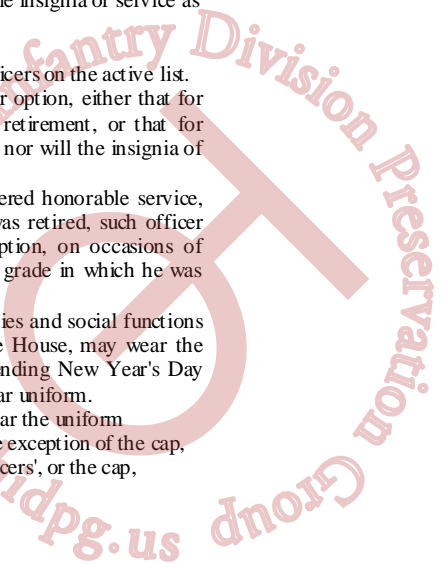 the insignia of service as
icers on the active list.
r option, either that for
retirement, or that for
nor will the insignia of
ered honorable service,
was retired, such officer
ption, on occasions of
grade in which he was
ies and social functions
e House, may wear the
ending New Year's Day
ar uniform.
ar the uniform
e exception of the cap,
cers', or the cap,
nfantry Division Preservation Group
idpg.us